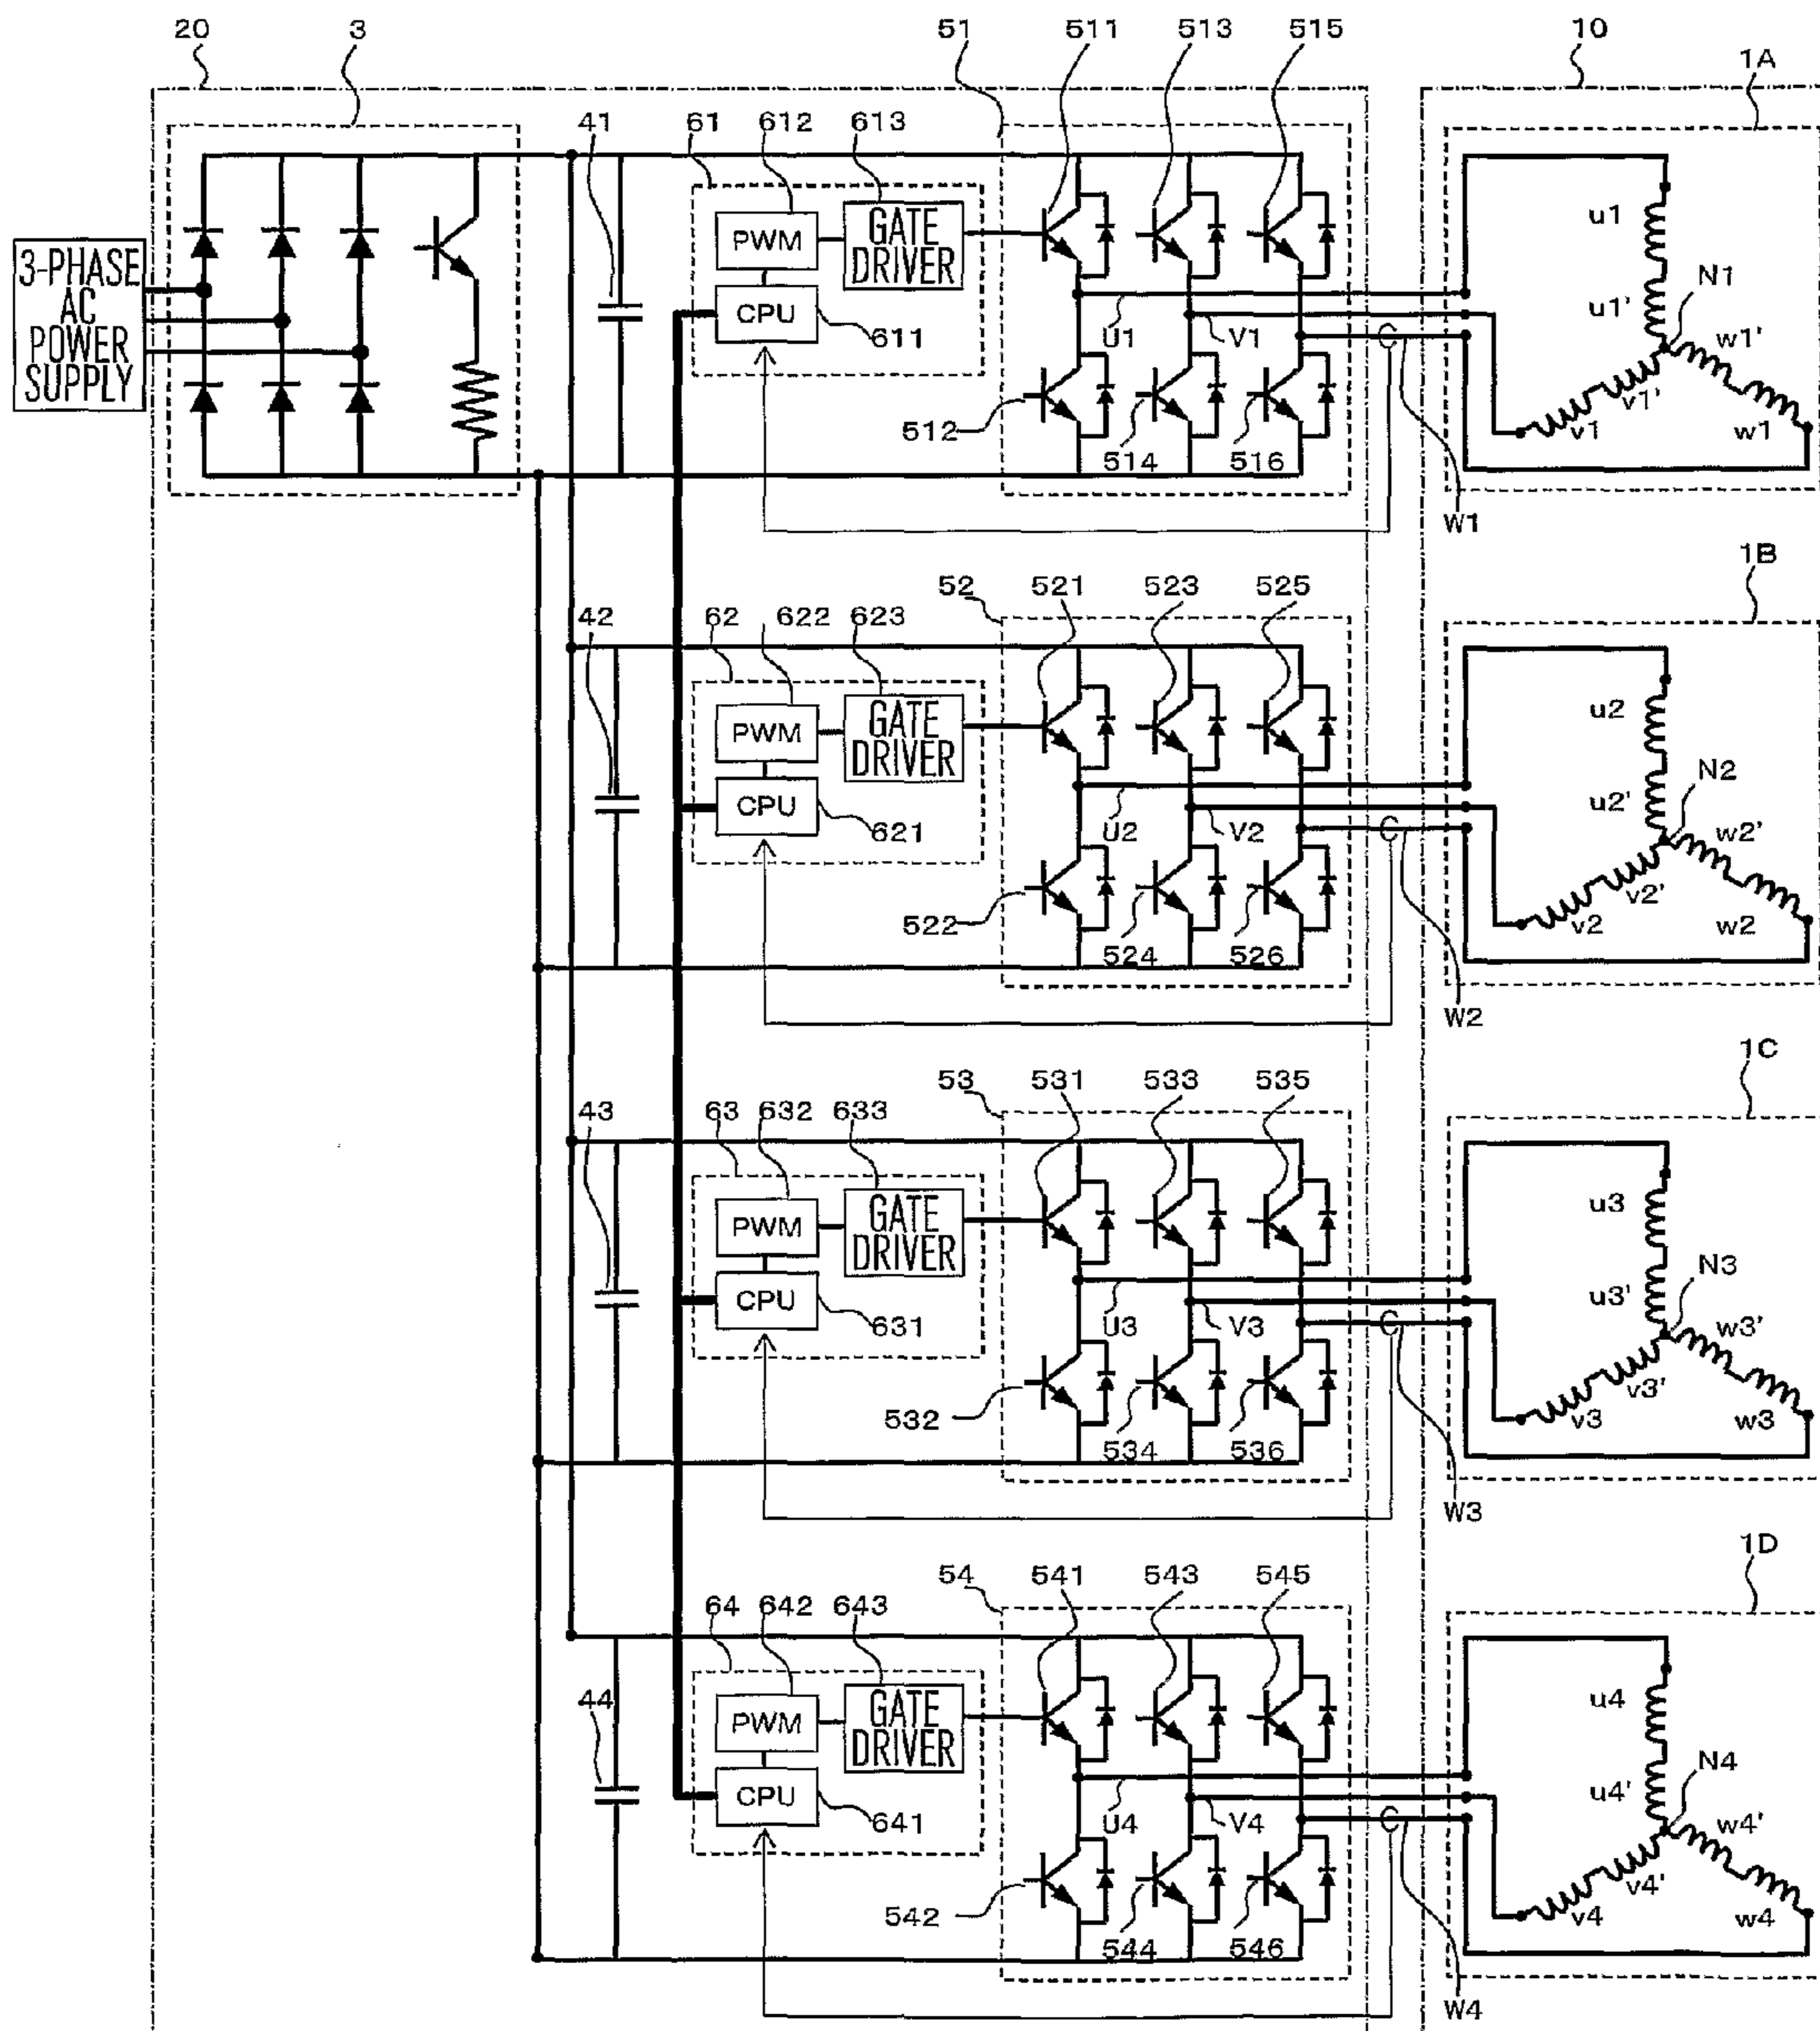 20 3 51 511 513 515 10 1A
41 61 612 613
3-PHASE
AC
POWER
SUPPLY
PWM
GATE
DRIVER
CPU
611
512 514 516
U1 V1 W1
u1
u1'
N1
w1'
v1'
v1
w1
1B
42 62 622 623 52 521 523 525
PWM
GATE
DRIVER
CPU
621
522 524 526
U2 V2 W2
u2
u2'
N2
w2'
v2'
v2
w2
1C
43 63 632 633 53 531 533 535
PWM
GATE
DRIVER
CPU
631
532 534 536
U3 V3 W3
u3
u3'
N3
w3'
v3'
v3
w3
1D
44 64 642 643 54 541 543 545
PWM
GATE
DRIVER
CPU
641
542 544 546
U4 V4 W4
u4
u4'
N4
w4'
v4'
v4
w4